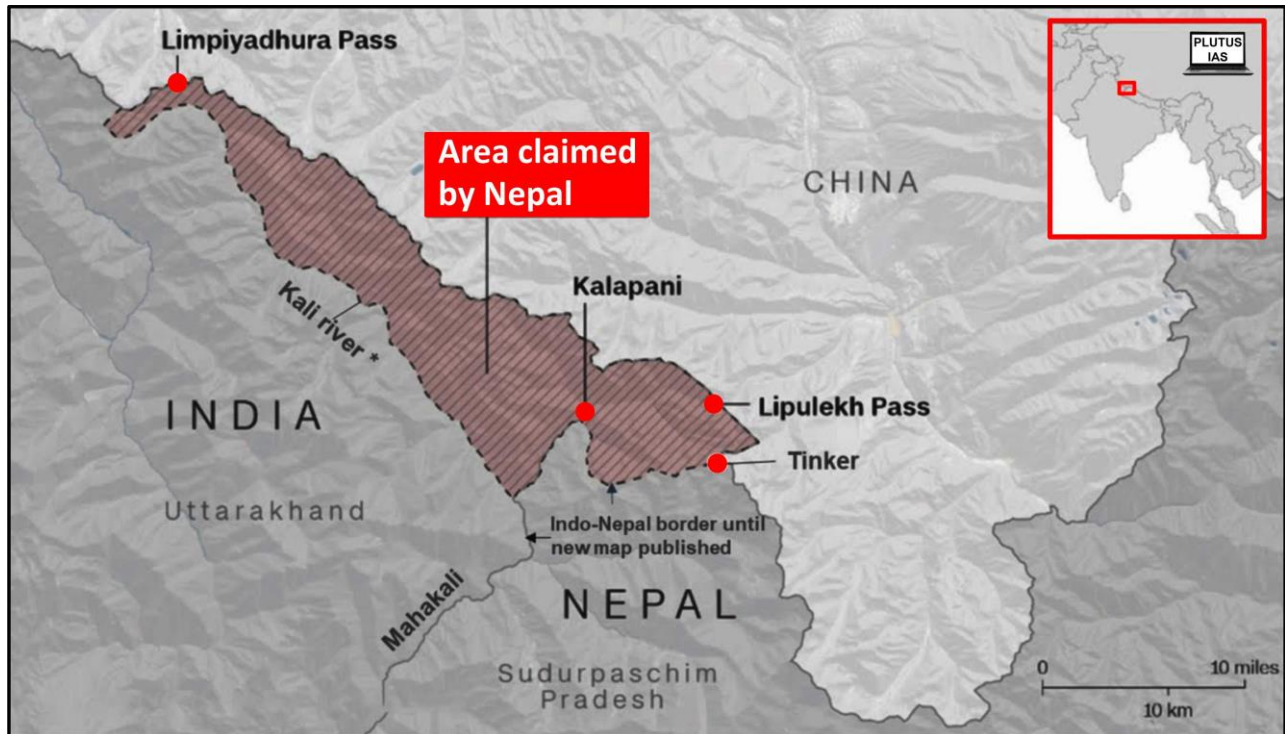 Limpiyadhura Pass
PLUTUS
IAS
Area claimed
by Nepal
CHINA
Kalapani
Kali river *
INDIA
Lipulekh Pass
Tinker
Uttarakhand
Indo-Nepal border until
new map published
NEPAL
Mahakali
Sudurpaschim
Pradesh
0 10 miles
10 km